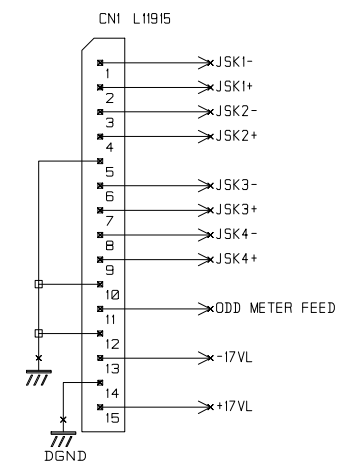 CN1 L11915
JSK1-
1
JSK1+
2
JSK2-
3
JSK2+
4
5
JSK3-
6
JSK3+
7
JSK4-
8
JSK4+
9
10
ODD METER FEED
11
12
-17VL
13
14
+17VL
15
DGND